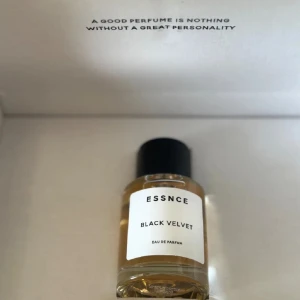 A GOOD PERFUME IS NOTHING
WITHOUT A GREAT PERSONALITY
ESSNCE
BLACK VELVET
EAU DE PARFUM